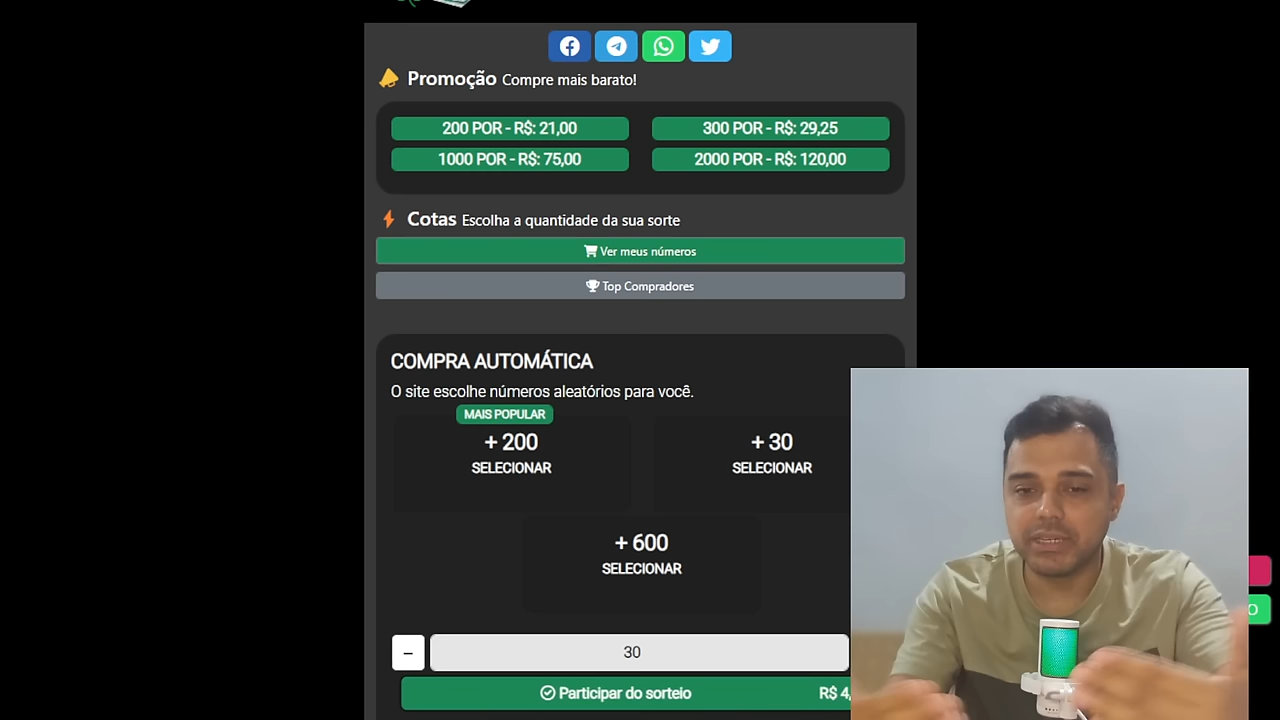 Promoção Compre mais barato!
200 POR - R$: 21,00
300 POR - R$: 29,25
1000 POR - R$: 75,00
2000 POR - R$: 120,00
Cotas Escolha a quantidade da sua sorte
Ver meus números
Top Compradores
COMPRA AUTOMÁTICA
O site escolhe números aleatórios para você.
MAIS POPULAR
+ 200
SELECIONAR
+ 30
SELECIONAR
+ 600
SELECIONAR
− 30
Participar do sorteio R$ 4,
O